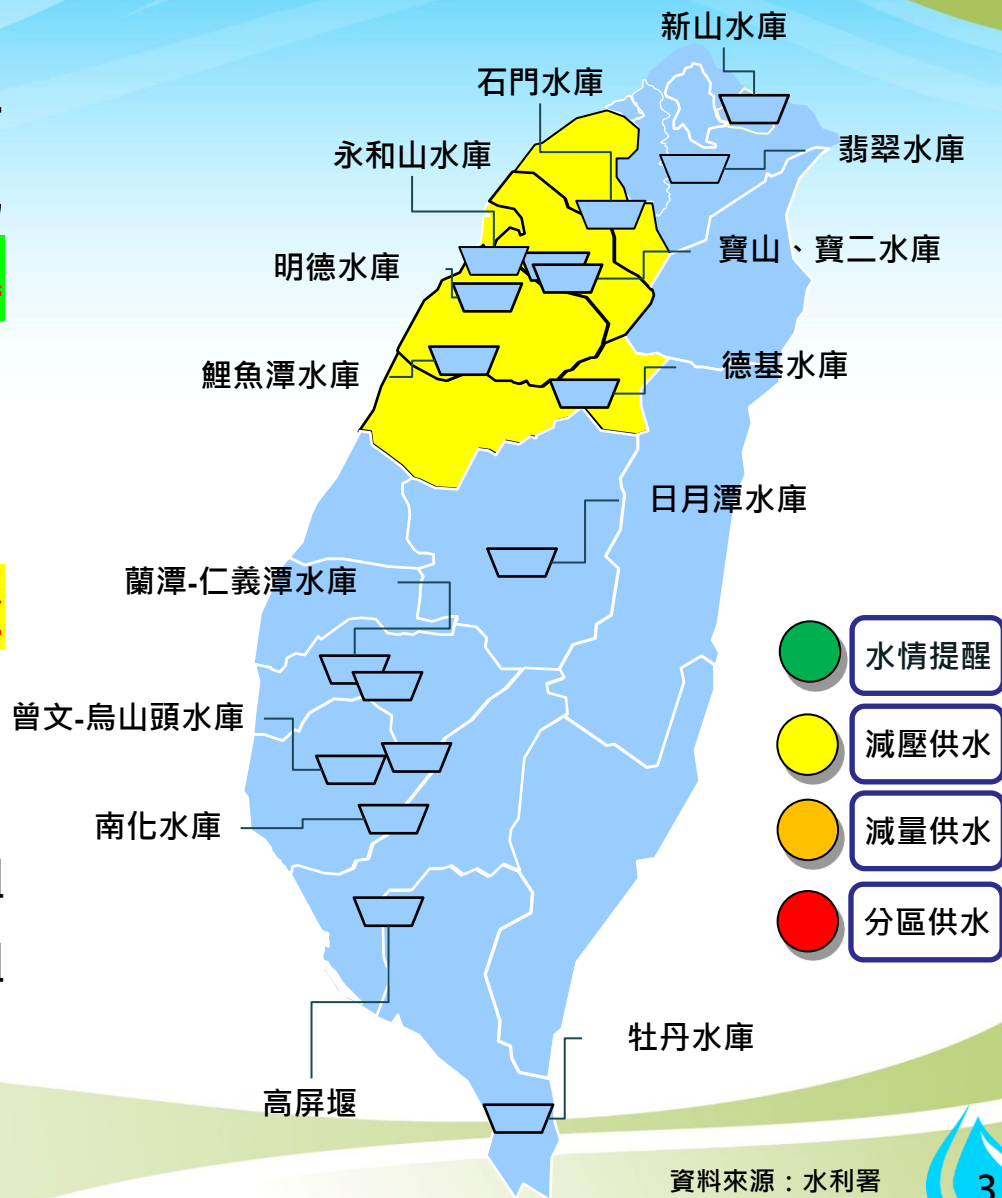 新山水庫
石門水庫
永和山水庫
翡翠水庫
明德水庫
寶山、寶二水庫
鯉魚潭水庫
德基水庫
日月潭水庫
蘭潭-仁義潭水庫
水情提醒
曾文-烏山頭水庫
減壓供水
南化水庫
減量供水
分區供水
牡丹水庫
高屏堰
資料來源：水利署
3